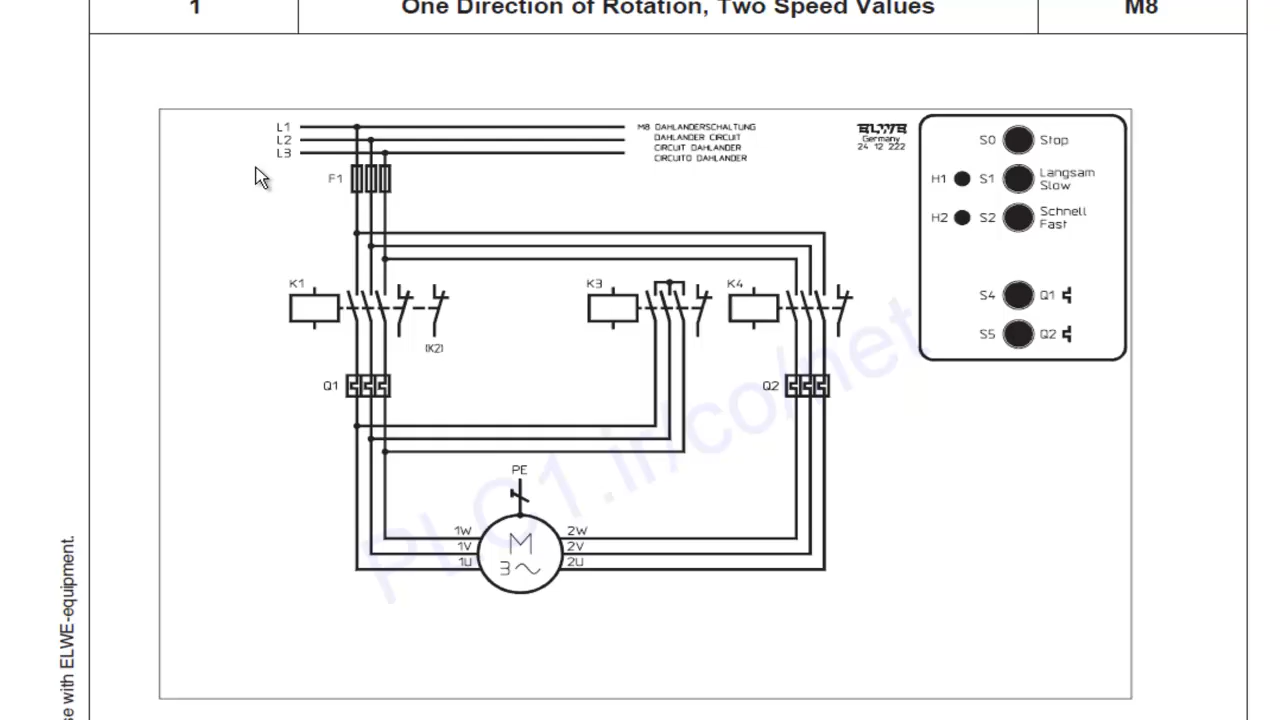 1 One Direction of Rotation, Two Speed Values M8
L1
L2
L3
F1
M8 DAHLANDERSCHALTUNG
DAHLANDER CIRCUIT
CIRCUIT DAHLANDER
CIRCUITO DAHLANDER
ELWE
Germany
24 12 222
S0 Stop
H1 S1 Langsam
Slow
H2 S2 Schnell
Fast
S4 Q1
S5 Q2
K1
(K2)
K3
K4
Q1
Q2
PE
1W
1V
1U
M
3~
2W
2V
2U
PLC1.ir/co/net
se with ELWE-equipment.